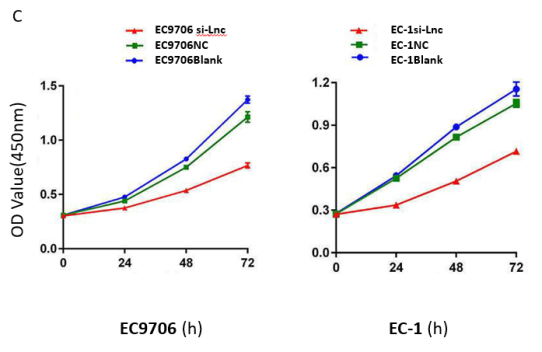 C
EC9706 si-Lnc
EC9706NC
EC9706Blank
OD Value(450nm)
1.5
1.0
0.5
0.0
0 24 48 72
EC9706 (h)
EC-1si-Lnc
EC-1NC
EC-1Blank
1.2
0.9
0.6
0.3
0.0
0 24 48 72
EC-1 (h)